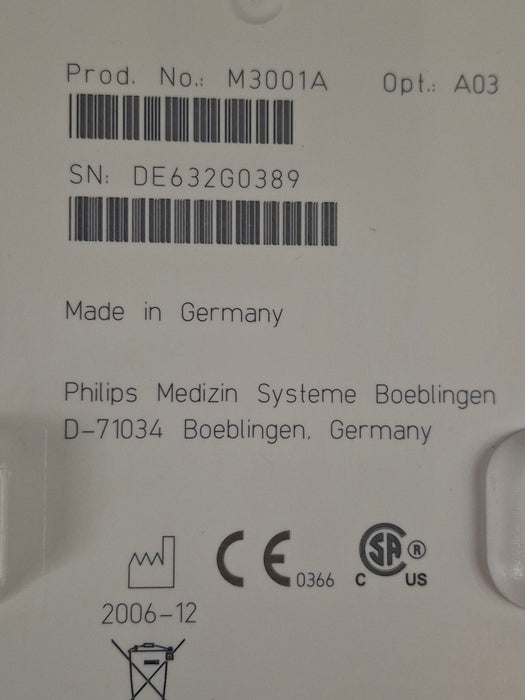 Prod. No.: M3001A Opt.: A03
SN: DE632G0389
Made in Germany
Philips Medizin Systeme Boeblingen
D-71034 Boeblingen, Germany
CE 0366
SA ®
C US
2006-12